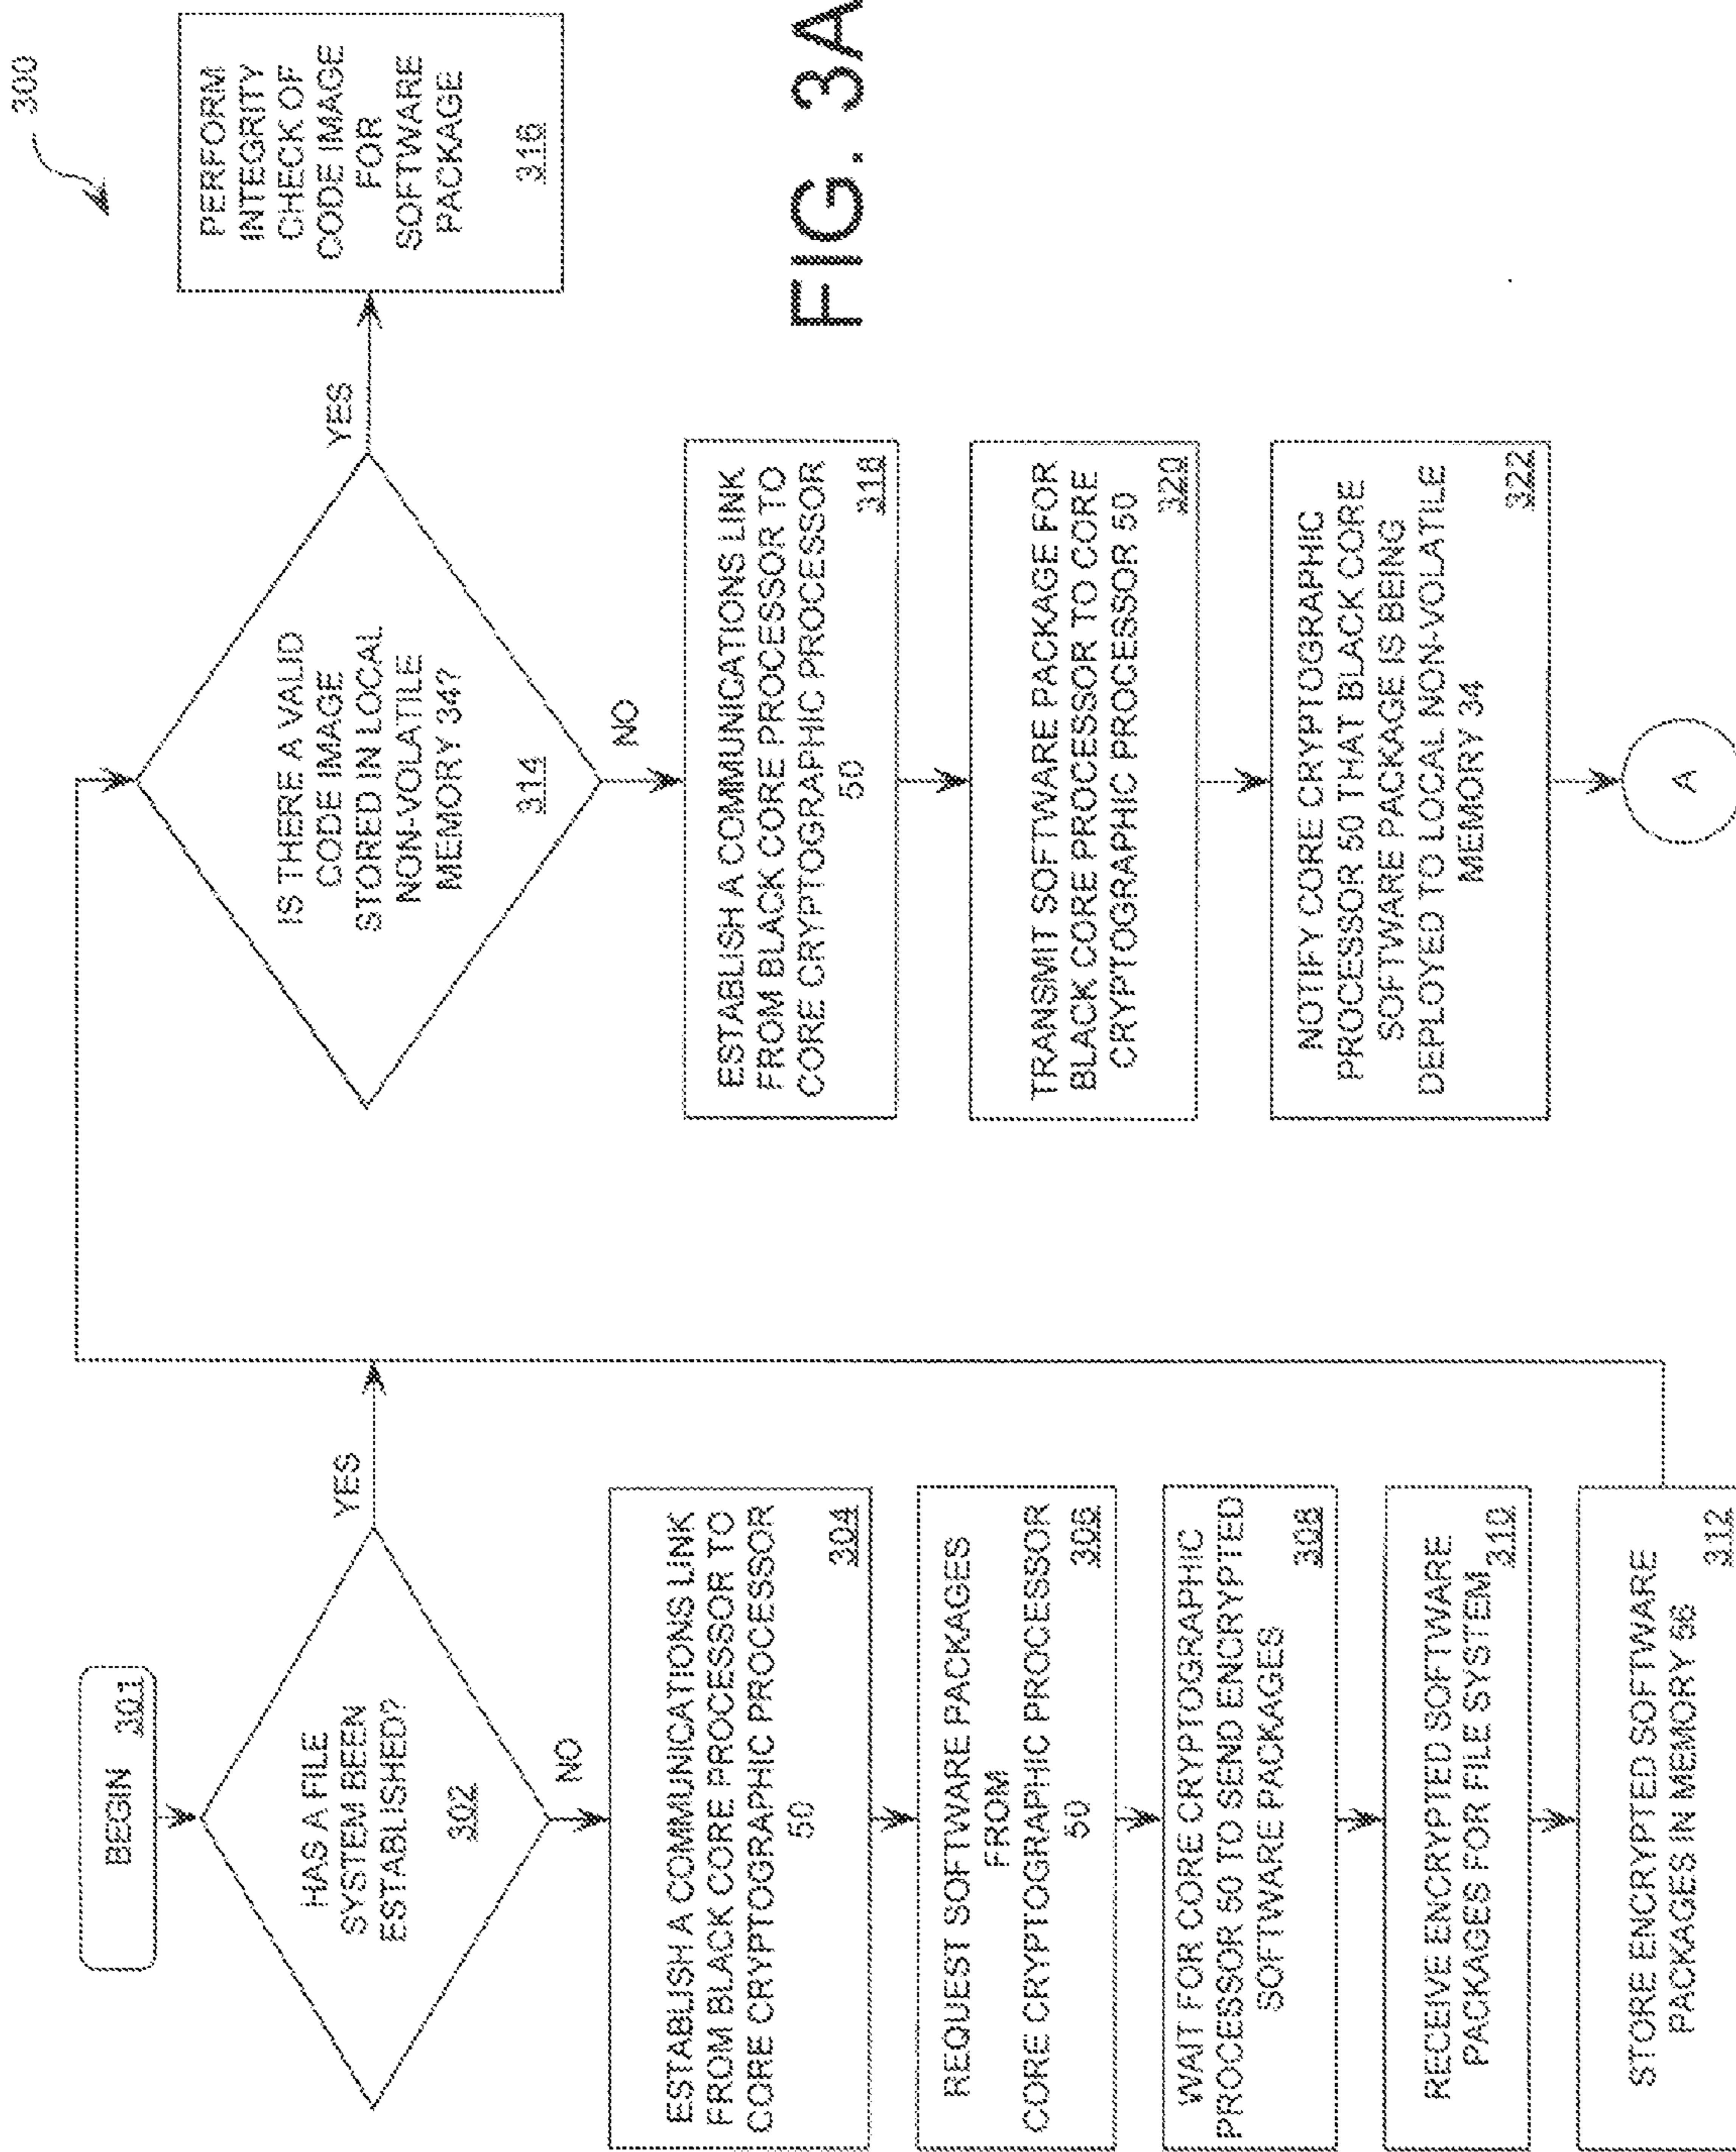 300
BEGIN 301
HAS A FILE
SYSTEM BEEN
ESTABLISHED?
302
YES
NO
ESTABLISH A COMMUNICATIONS LINK
FROM BLACK CORE PROCESSOR TO
CORE CRYPTOGRAPHIC PROCESSOR
50
304
REQUEST SOFTWARE PACKAGES
FROM
CORE CRYPTOGRAPHIC PROCESSOR
50
306
WAIT FOR CORE CRYPTOGRAPHIC
PROCESSOR 50 TO SEND ENCRYPTED
SOFTWARE PACKAGES
308
RECEIVE ENCRYPTED SOFTWARE
PACKAGES FOR FILE SYSTEM
310
STORE ENCRYPTED SOFTWARE
PACKAGES IN MEMORY 56
312
IS THERE A VALID
CODE IMAGE
STORED IN LOCAL
NON-VOLATILE
MEMORY 34?
314
YES
NO
PERFORM
INTEGRITY
CHECK OF
CODE IMAGE
FOR
SOFTWARE
PACKAGE
316
ESTABLISH A COMMUNICATIONS LINK
FROM BLACK CORE PROCESSOR TO
CORE CRYPTOGRAPHIC PROCESSOR
50
318
TRANSMIT SOFTWARE PACKAGE FOR
BLACK CORE PROCESSOR TO CORE
CRYPTOGRAPHIC PROCESSOR 50
320
NOTIFY CORE CRYPTOGRAPHIC
PROCESSOR 50 THAT BLACK CORE
SOFTWARE PACKAGE IS BEING
DEPLOYED TO LOCAL NON-VOLATILE
MEMORY 34
322
A
FIG. 3A